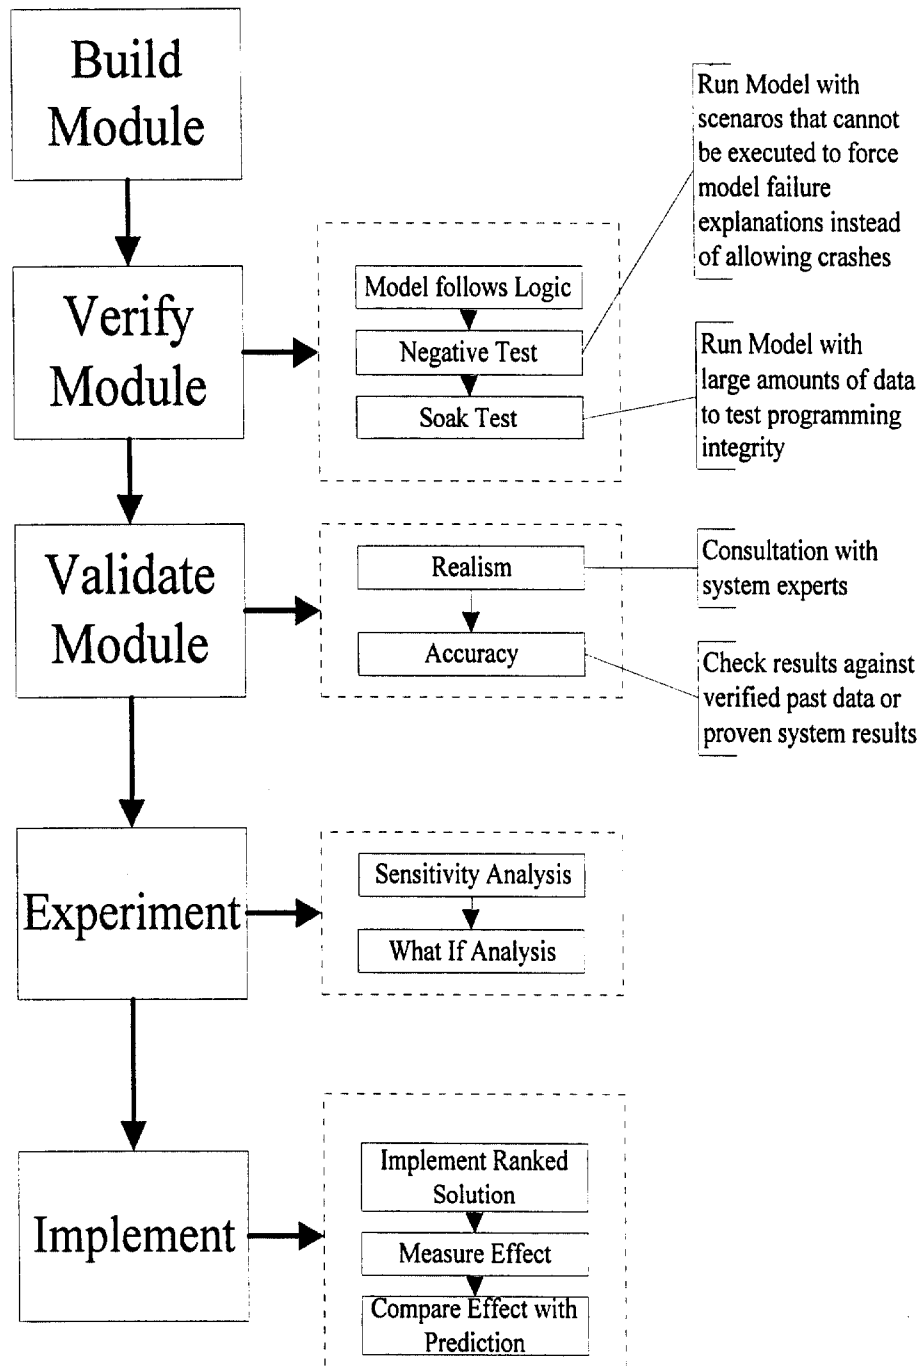 Build
Module
Run Model with
scenaros that cannot
be executed to force
model failure
explanations instead
of allowing crashes
Verify
Module
Model follows Logic
Negative Test
Soak Test
Run Model with
large amounts of data
to test programming
integrity
Validate
Module
Realism
Accuracy
Consultation with
system experts
Check results against
verified past data or
proven system results
Experiment
Sensitivity Analysis
What If Analysis
Implement
Implement Ranked
Solution
Measure Effect
Compare Effect with
Prediction